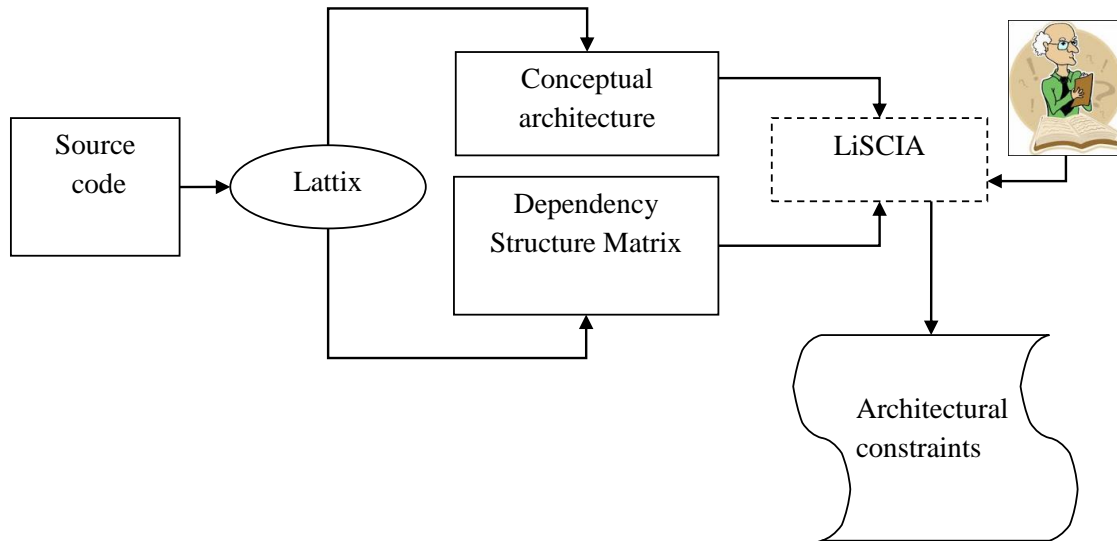 Source
code
Lattix
Conceptual
architecture
Dependency
Structure Matrix
LiSCIA
Architectural
constraints